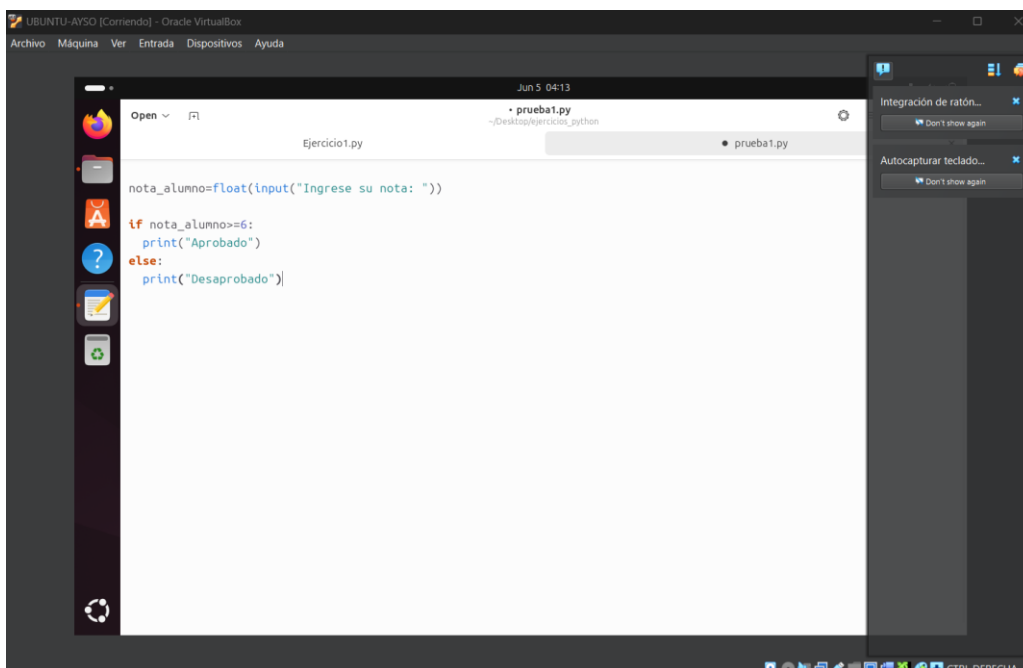 UBUNTU-AYSO [Corriendo] - Oracle VirtualBox
Archivo Máquina Ver Entrada Dispositivos Ayuda
Jun 5 04:13
Open
• prueba1.py
~/Desktop/ejercicios_python
Ejercicio1.py
• prueba1.py
nota_alumno=float(input("Ingrese su nota: "))
if nota_alumno>=6:
print("Aprobado")
else:
print("Desaprobado")
Integración de ratón...
Don't show again
Autocapturar teclado...
Don't show again
CTRL DERECHA